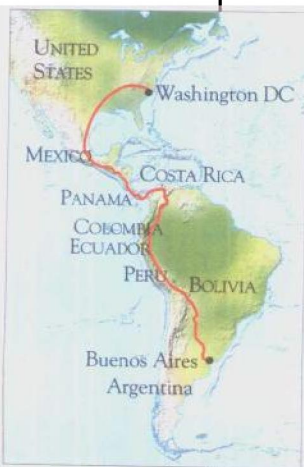 UNITED
STATES
Washington DC
MEXICO
COSTA RICA
PANAMA
COLOMBIA
ECUADOR
PERU
BOLIVIA
Buenos Aires
Argentina